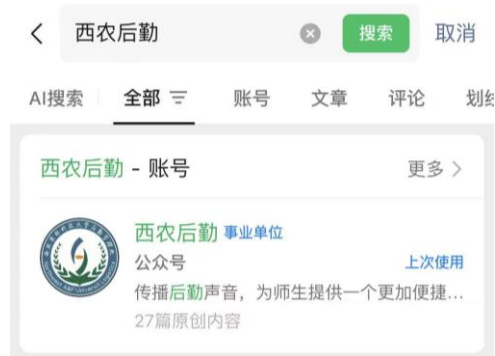 西农后勤 搜索 取消
AI搜索 全部 账号 文章 评论 划线
西农后勤 - 账号 更多
西农后勤 事业单位
公众号 上次使用
传播后勤声音，为师生提供一个更加便捷...
27篇原创内容